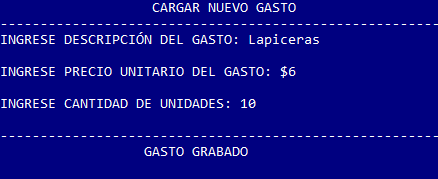 CARGAR NUEVO GASTO
-------------------------------------------------------
INGRESE DESCRIPCIÓN DEL GASTO: Lapiceras
INGRESE PRECIO UNITARIO DEL GASTO: $6
INGRESE CANTIDAD DE UNIDADES: 10
-------------------------------------------------------
GASTO GRABADO